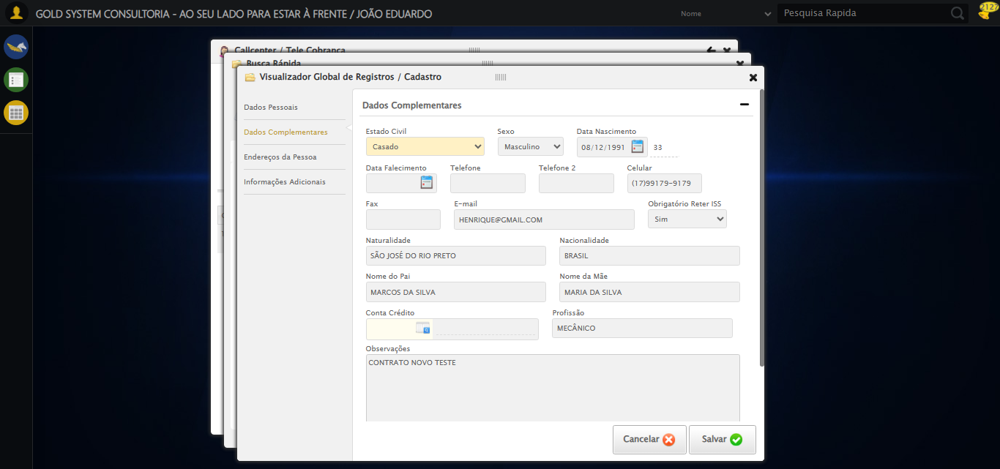 GOLD SYSTEM CONSULTORIA - AO SEU LADO PARA ESTAR À FRENTE / JOÃO EDUARDO
Nome
Pesquisa Rapida
2127
Callcenter / Tele Cobrança
Busca Rápida
Visualizador Global de Registros / Cadastro
Dados Pessoais
Dados Complementares
Endereços da Pessoa
Informações Adicionais
Dados Complementares
Estado Civil Sexo Data Nascimento
Casado Masculino 08/12/1991 33
Data Falecimento Telefone Telefone 2 Celular
(17)99179-9179
Fax E-mail Obrigatório Reter ISS
HENRIQUE@GMAIL.COM Sim
Naturalidade Nacionalidade
SÃO JOSÉ DO RIO PRETO BRASIL
Nome do Pai Nome da Mãe
MARCOS DA SILVA MARIA DA SILVA
Conta Crédito Profissão
MECÂNICO
Observações
CONTRATO NOVO TESTE
Cancelar Salvar